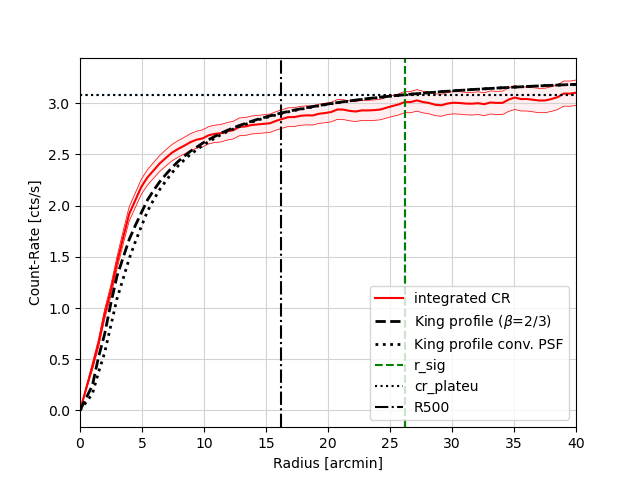 3.0
2.5
2.0
1.5
1.0
0.5
0.0
Count-Rate [cts/s]
integrated CR
King profile (β=2/3)
King profile conv. PSF
r_sig
cr_plateu
R500
0 5 10 15 20 25 30 35 40
Radius [arcmin]